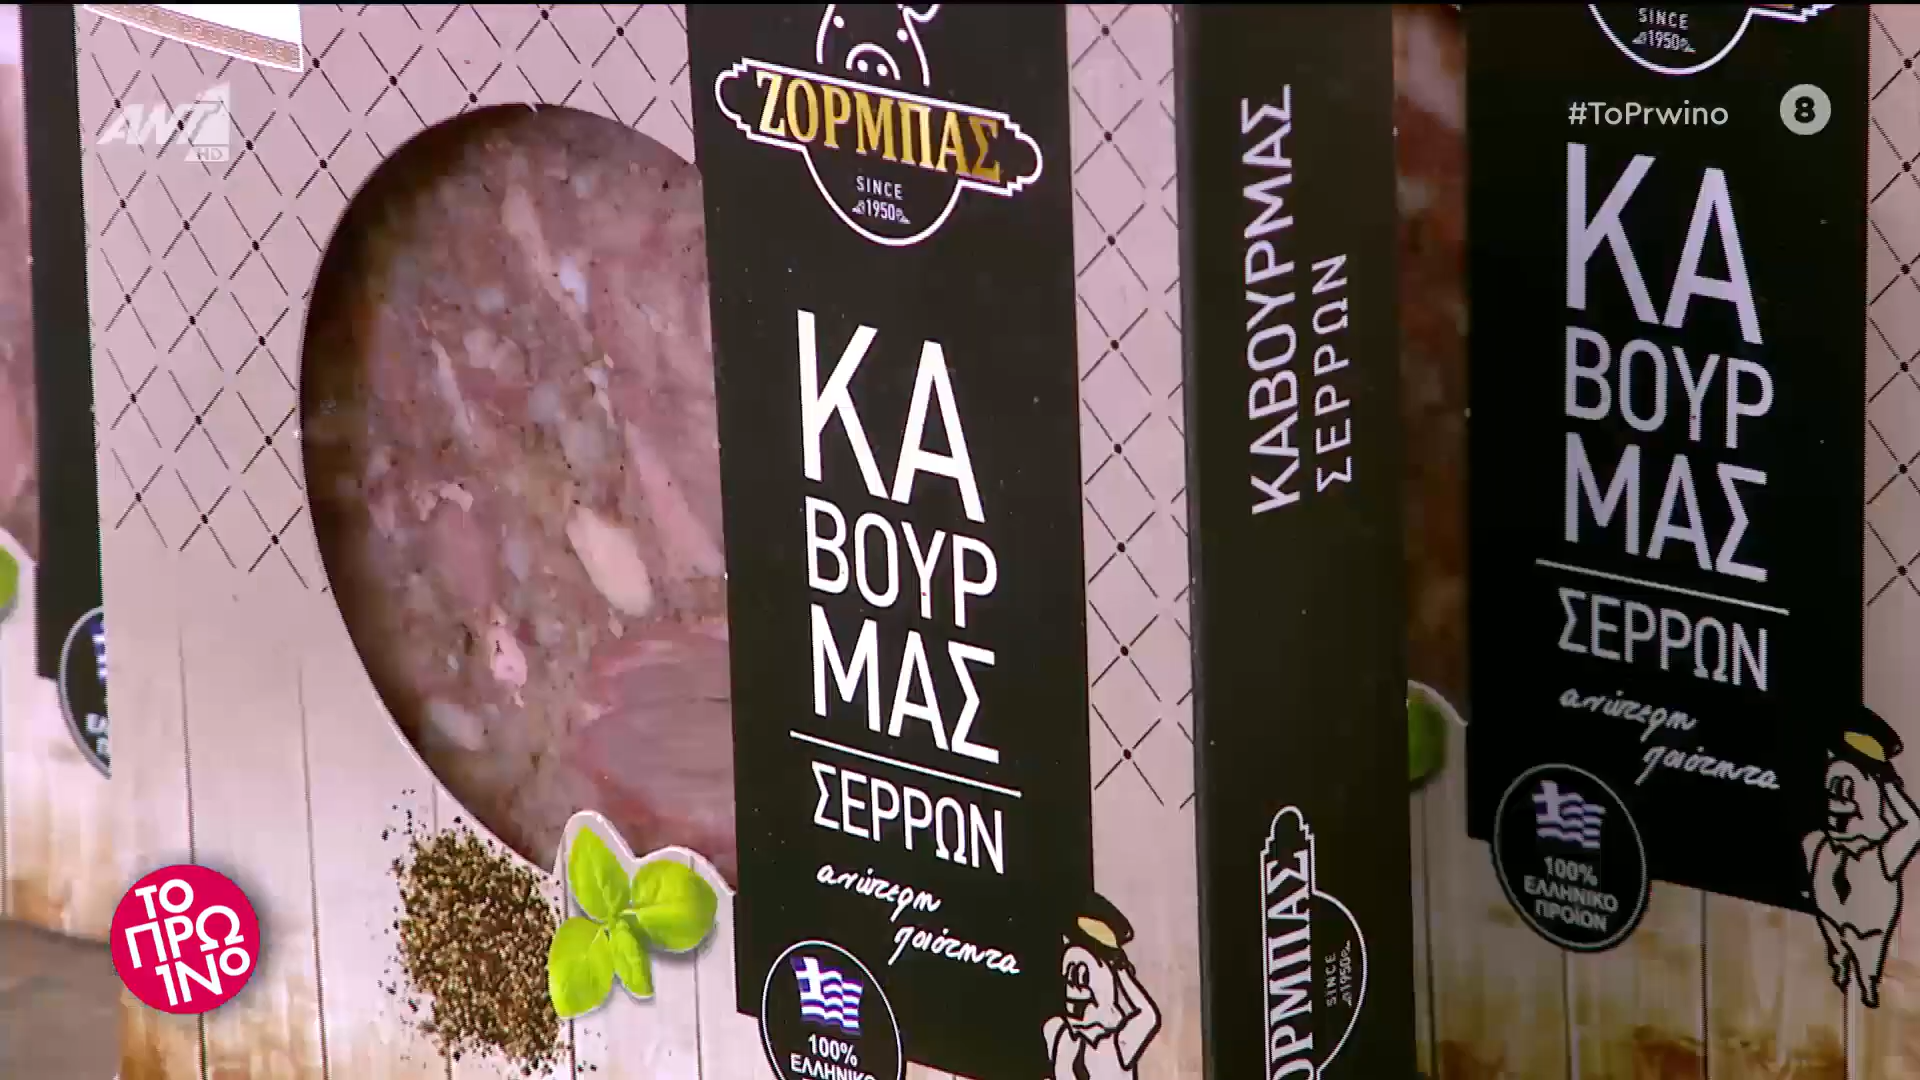 ANT1
HD
#ToPrwino
8
ΖΟΡΜΠΑΣ
SINCE
1950
ΚΑ
ΒΟΥΡ
ΜΑΣ
ΣΕΡΡΩΝ
ανώτερη
ποιότητα
100%
ΕΛΛΗΝΙΚΟ
ΚΑΒΟΥΡΜΑΣ
ΣΕΡΡΩΝ
ΖΟΡΜΠΑΣ
SINCE
1950
SINCE
1950
ΚΑ
ΒΟΥΡ
ΜΑΣ
ΣΕΡΡΩΝ
ανώτερη
ποιότητα
100%
ΕΛΛΗΝΙΚΟ
ΠΡΟΪΟΝ
ΤΟ
ΠΡΩ
ΙΝΟ